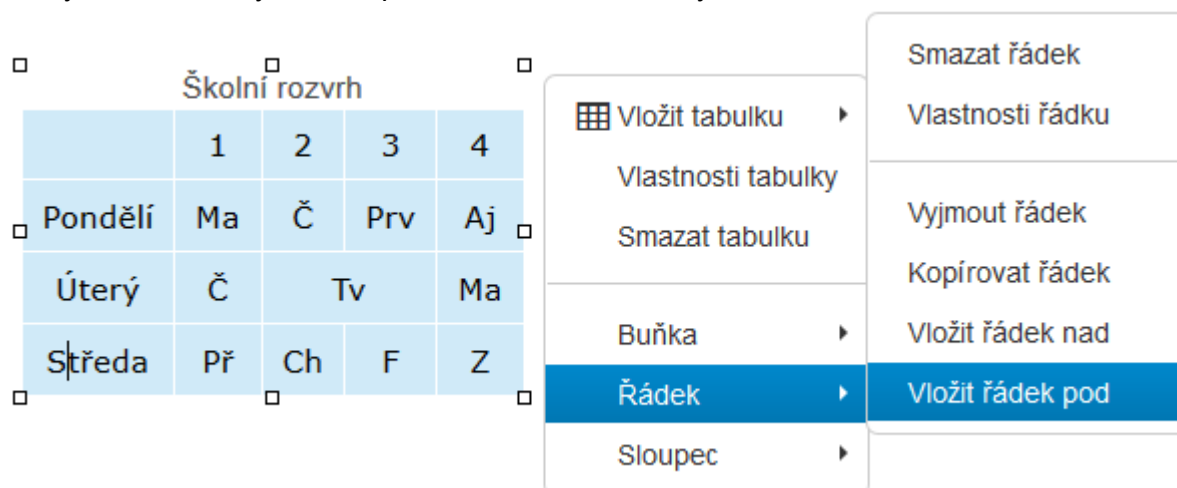 Školní rozvrh
1 2 3 4
Pondělí Ma Č Prv Aj
Úterý Č Tv Ma
Středa Př Ch F Z
Vložit tabulku
Vlastnosti tabulky
Smazat tabulku
Buňka
Řádek
Sloupec
Smazat řádek
Vlastnosti řádku
Vyjmout řádek
Kopírovat řádek
Vložit řádek nad
Vložit řádek pod